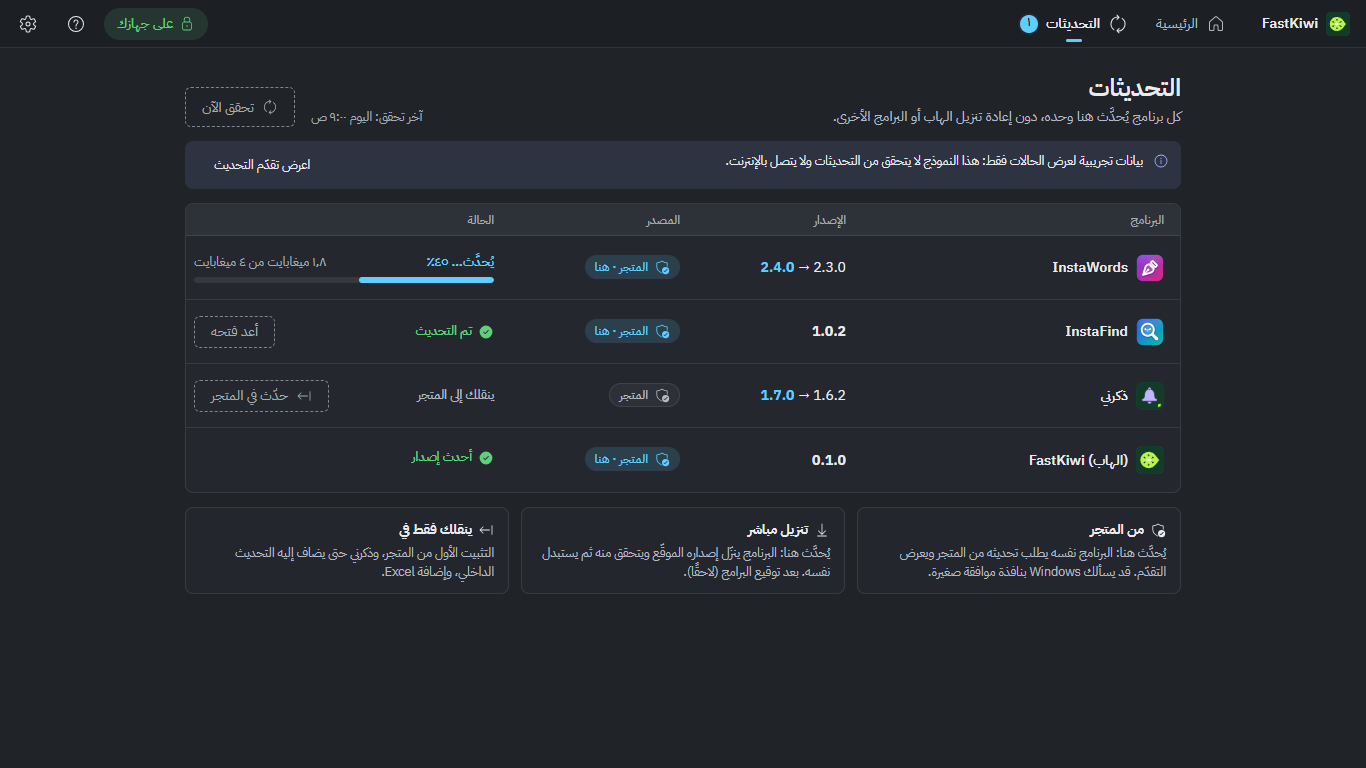 FastKiwi
الرئيسية
التحديثات ١
على جهازك
التحديثات
كل برنامج يُحدَّث هنا وحده، دون إعادة تنزيل الهاب أو البرامج الأخرى.
آخر تحقق: اليوم ٩:٠٠ ص
تحقق الآن
بيانات تجريبية لعرض الحالات فقط: هذا النموذج لا يتحقق من التحديثات ولا يتصل بالإنترنت.
اعرض تقدّم التحديث
البرنامج الإصدار المصدر الحالة
InstaWords 2.3.0 → 2.4.0 المتجر · هنا يُحدَّث... ٤٥٪ ١٫٨ ميغابايت من ٤ ميغابايت
InstaFind 1.0.2 المتجر · هنا تم التحديث أعد فتحه
ذكرني 1.6.2 → 1.7.0 المتجر ينقلك إلى المتجر حدّث في المتجر
FastKiwi (الهاب) 0.1.0 المتجر · هنا أحدث إصدار
من المتجر
يُحدَّث هنا: البرنامج نفسه يطلب تحديثه من المتجر ويعرض
التقدّم. قد يسألك Windows بنافذة موافقة صغيرة.
تنزيل مباشر
يُحدَّث هنا: البرنامج ينزّل إصداره الموقّع ويتحقق منه ثم يستبدل
نفسه. بعد توقيع البرامج (لاحقًا).
ينقلك فقط في
التثبيت الأول من المتجر، وذكرني حتى يضاف إليه التحديث
الداخلي، وإضافة Excel.